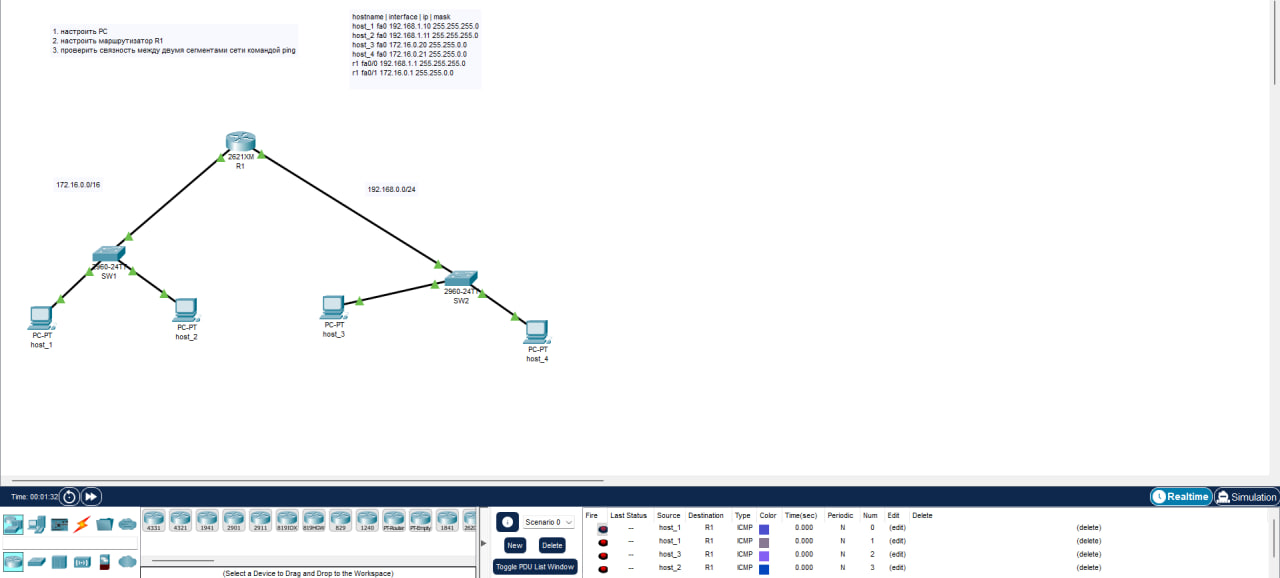 1. настроить PC
2. настроить маршрутизатор R1
3. проверить связность между двумя сегментами сети командой ping
hostname | interface | ip | mask
host_1 fa0 192.168.1.10 255.255.255.0
host_2 fa0 192.168.1.11 255.255.255.0
host_3 fa0 172.16.0.20 255.255.0.0
host_4 fa0 172.16.0.21 255.255.0.0
r1 fa0/0 192.168.1.1 255.255.255.0
r1 fa0/1 172.16.0.1 255.255.0.0
2621XM
R1
172.16.0.0/16
192.168.0.0/24
2960-24TT
SW1
2960-24TT
SW2
PC-PT
host_1
PC-PT
host_2
PC-PT
host_3
PC-PT
host_4
Time: 00:01:32
Realtime
Simulation
4331 4321 1941 2901 2911 819IOX 819HGW 829 1240 PT-Router PT-Empty 1841
(Select a Device to Drag and Drop to the Workspace)
Scenario 0
New Delete
Toggle PDU List Window
Fire Last Status Source Destination Type Color Time(sec) Periodic Num Edit Delete
-- host_1 R1 ICMP 0.000 N 0 (edit) (delete)
-- host_1 R1 ICMP 0.000 N 1 (edit) (delete)
-- host_3 R1 ICMP 0.000 N 2 (edit) (delete)
-- host_2 R1 ICMP 0.000 N 3 (edit) (delete)